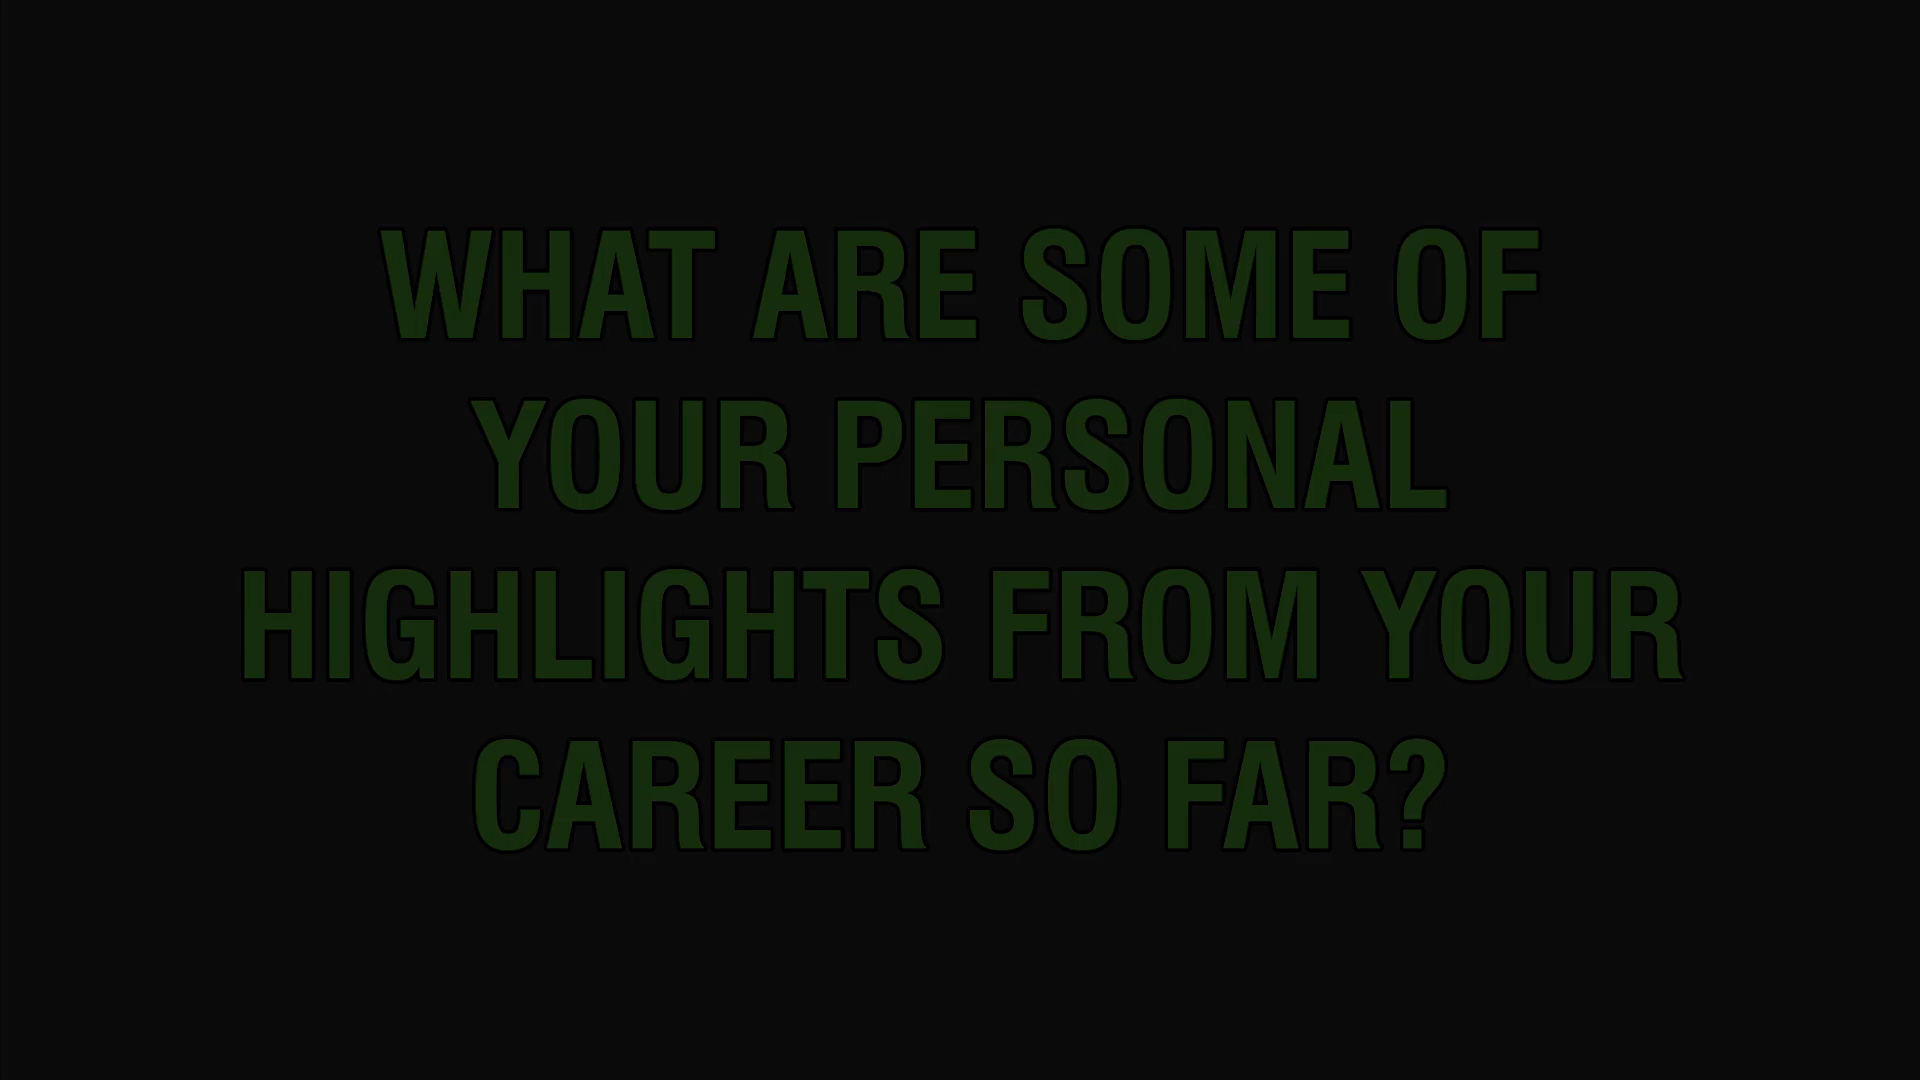 WHAT ARE SOME OF
YOUR PERSONAL
HIGHLIGHTS FROM YOUR
CAREER SO FAR?